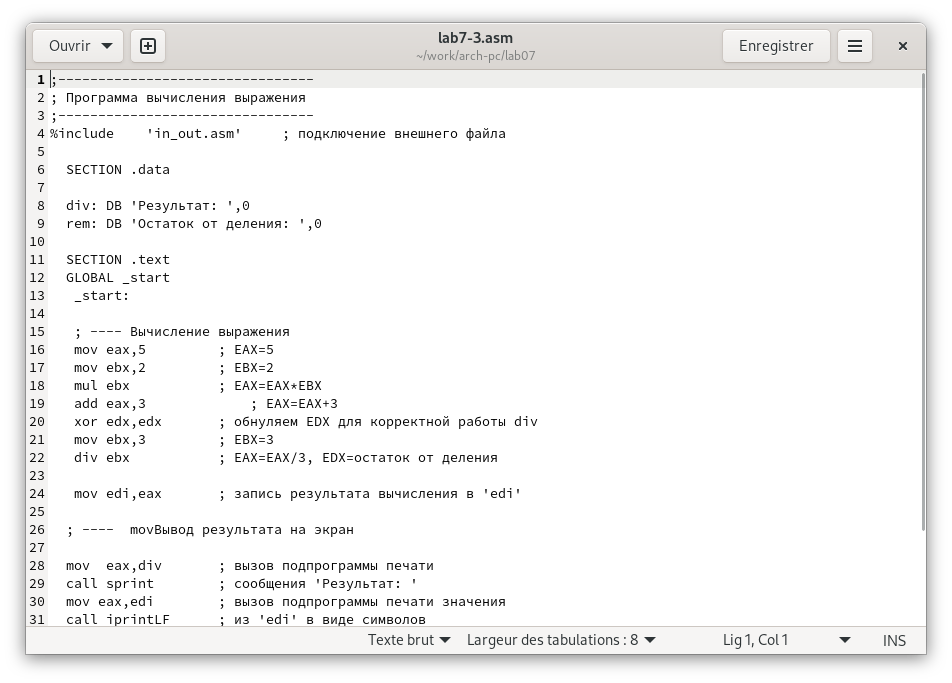 Ouvrir
lab7-3.asm
~/work/arch-pc/lab07
Enregistrer
1 ;--------------------------------
2 ; Программа вычисления выражения
3 ;--------------------------------
4 %include    'in_out.asm'     ; подключение внешнего файла
5
6   SECTION .data
7
8   div: DB 'Результат: ',0
9   rem: DB 'Остаток от деления: ',0
10
11   SECTION .text
12   GLOBAL _start
13    _start:
14
15    ; ---- Вычисление выражения
16    mov eax,5         ; EAX=5
17    mov ebx,2         ; EBX=2
18    mul ebx           ; EAX=EAX*EBX
19    add eax,3             ; EAX=EAX+3
20    xor edx,edx       ; обнуляем EDX для корректной работы div
21    mov ebx,3         ; EBX=3
22    div ebx           ; EAX=EAX/3, EDX=остаток от деления
23
24    mov edi,eax       ; запись результата вычисления в 'edi'
25
26   ; ----  movВывод результата на экран
27
28   mov  eax,div       ; вызов подпрограммы печати
29   call sprint        ; сообщения 'Результат: '
30   mov eax,edi        ; вызов подпрограммы печати значения
31   call iprintLF      ; из 'edi' в виде символов
Texte brut
Largeur des tabulations : 8
Lig 1, Col 1
INS